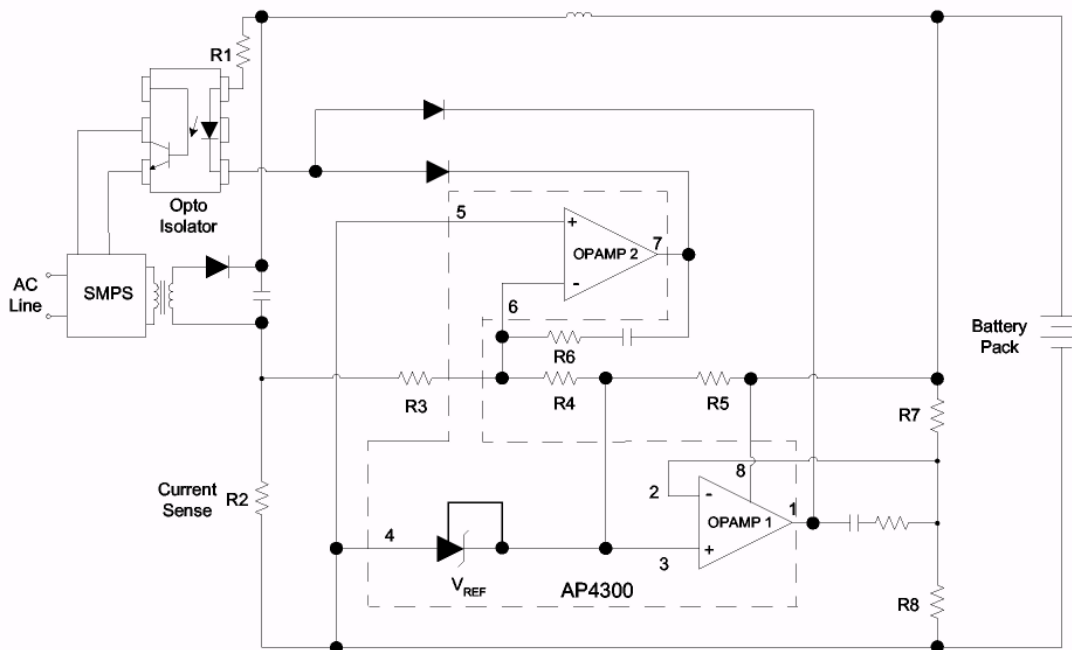 R1
Opto
Isolator
AC
Line
SMPS
5
+
OPAMP 2
7
-
6
R6
Battery
Pack
R3
R4
R5
R7
8
Current
Sense
R2
2
-
OPAMP 1
1
4
+
3
VREF
AP4300
R8